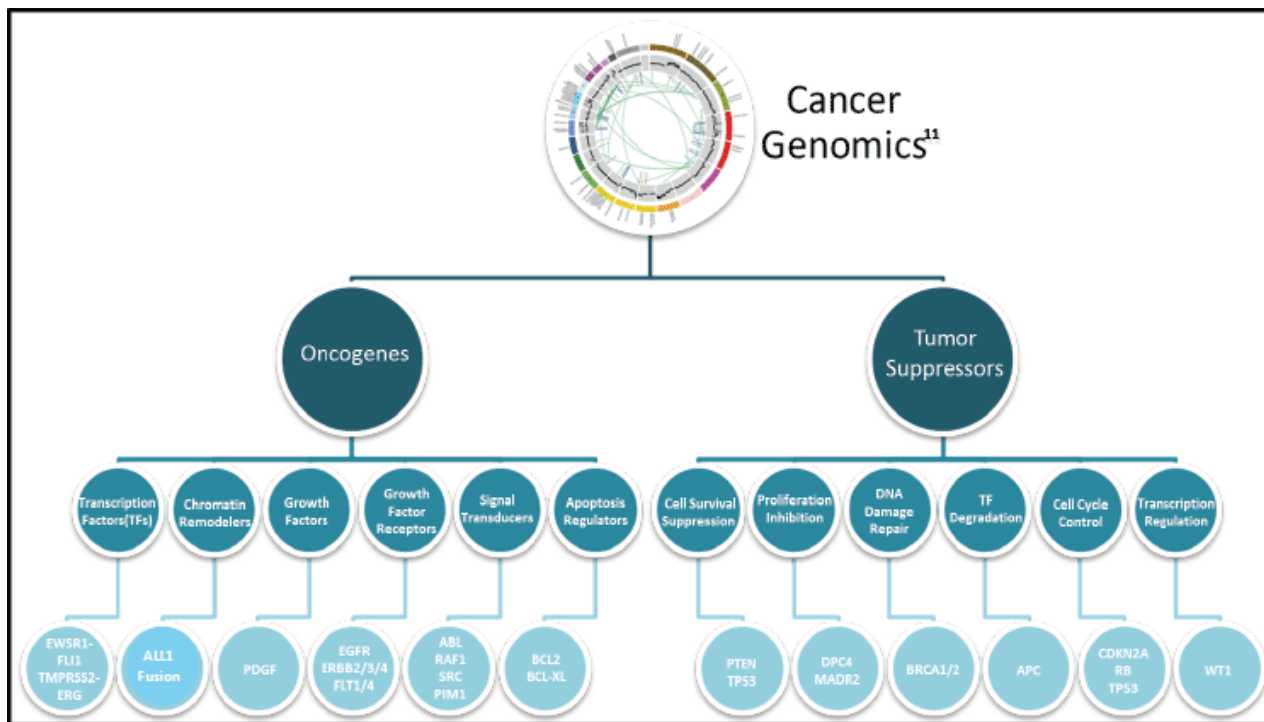 Cancer
Genomics11
Oncogenes
Tumor
Suppressors
Transcription
Factors(TFs)
Chromatin
Remodelers
Growth
Factors
Growth
Factor
Receptors
Signal
Transducers
Apoptosis
Regulators
Cell Survival
Suppression
Proliferation
Inhibition
DNA
Damage
Repair
TF
Degradation
Cell Cycle
Control
Transcription
Regulation
EWSR1-
FLI1
TMPRSS2-
ERG
ALL1
Fusion
PDGF
EGFR
ERBB2/3/4
FLT1/4
ABL
RAF1
SRC
PIM1
BCL2
BCL-XL
PTEN
TP53
DPC4
MADR2
BRCA1/2
APC
CDKN2A
RB
TP53
WT1